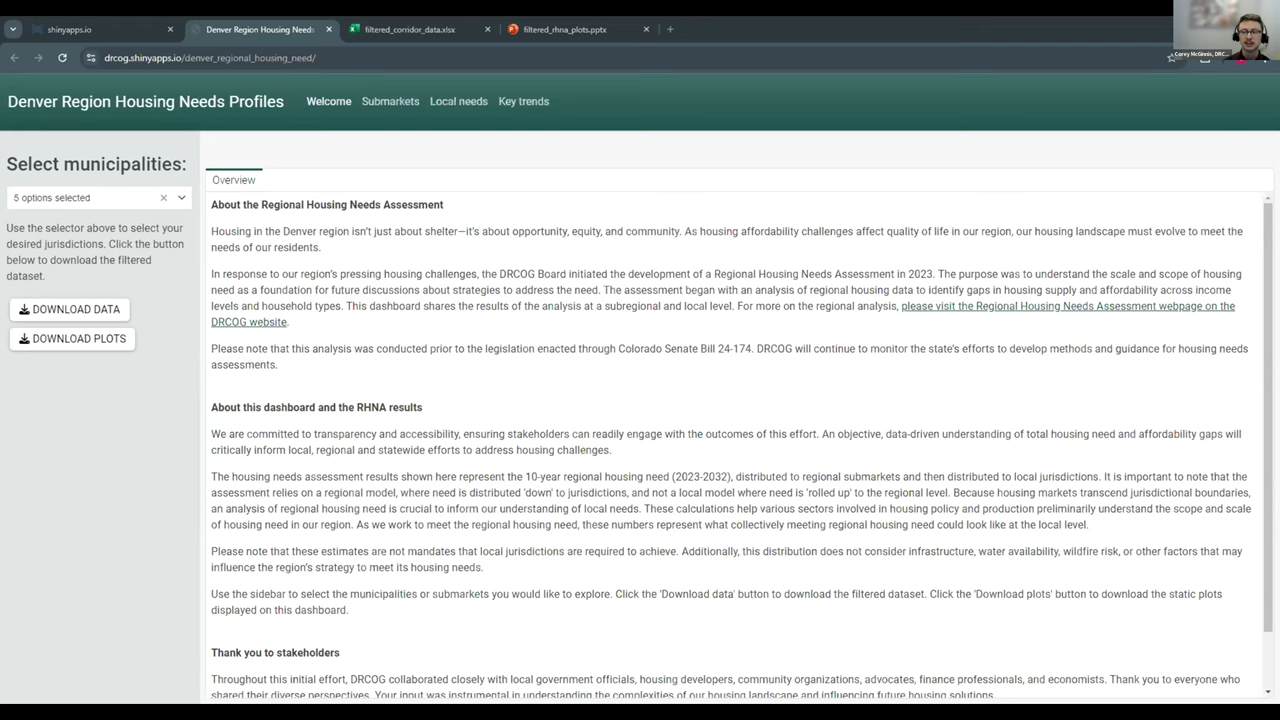 shinyapps.io
Denver Region Housing Needs
filtered_corridor_data.xlsx
filtered_rhna_plots.pptx
Corey McGinnis, DRC...
drcog.shinyapps.io/denver_regional_housing_need/
Denver Region Housing Needs Profiles
Welcome
Submarkets
Local needs
Key trends
Select municipalities:
5 options selected
Use the selector above to select your
desired jurisdictions. Click the button
below to download the filtered
dataset.
DOWNLOAD DATA
DOWNLOAD PLOTS
Overview
About the Regional Housing Needs Assessment
Housing in the Denver region isn't just about shelter—it's about opportunity, equity, and community. As housing affordability challenges affect quality of life in our region, our housing landscape must evolve to meet the
needs of our residents.
In response to our region's pressing housing challenges, the DRCOG Board initiated the development of a Regional Housing Needs Assessment in 2023. The purpose was to understand the scale and scope of housing
need as a foundation for future discussions about strategies to address the need. The assessment began with an analysis of regional housing data to identify gaps in housing supply and affordability across income
levels and household types. This dashboard shares the results of the analysis at a subregional and local level. For more on the regional analysis, please visit the Regional Housing Needs Assessment webpage on the
DRCOG website.
Please note that this analysis was conducted prior to the legislation enacted through Colorado Senate Bill 24-174. DRCOG will continue to monitor the state's efforts to develop methods and guidance for housing needs
assessments.
About this dashboard and the RHNA results
We are committed to transparency and accessibility, ensuring stakeholders can readily engage with the outcomes of this effort. An objective, data-driven understanding of total housing need and affordability gaps will
critically inform local, regional and statewide efforts to address housing challenges.
The housing needs assessment results shown here represent the 10-year regional housing need (2023-2032), distributed to regional submarkets and then distributed to local jurisdictions. It is important to note that the
assessment relies on a regional model, where need is distributed 'down' to jurisdictions, and not a local model where need is 'rolled up' to the regional level. Because housing markets transcend jurisdictional boundaries,
an analysis of regional housing need is crucial to inform our understanding of local needs. These calculations help various sectors involved in housing policy and production preliminarily understand the scope and scale
of housing need in our region. As we work to meet the regional housing need, these numbers represent what collectively meeting regional housing need could look like at the local level.
Please note that these estimates are not mandates that local jurisdictions are required to achieve. Additionally, this distribution does not consider infrastructure, water availability, wildfire risk, or other factors that may
influence the region's strategy to meet its housing needs.
Use the sidebar to select the municipalities or submarkets you would like to explore. Click the 'Download data' button to download the filtered dataset. Click the 'Download plots' button to download the static plots
displayed on this dashboard.
Thank you to stakeholders
Throughout this initial effort, DRCOG collaborated closely with local government officials, housing developers, community organizations, advocates, finance professionals, and economists. Thank you to everyone who
shared their diverse perspectives. Your input was instrumental in understanding the complexities of our housing landscape and influencing future housing solutions.